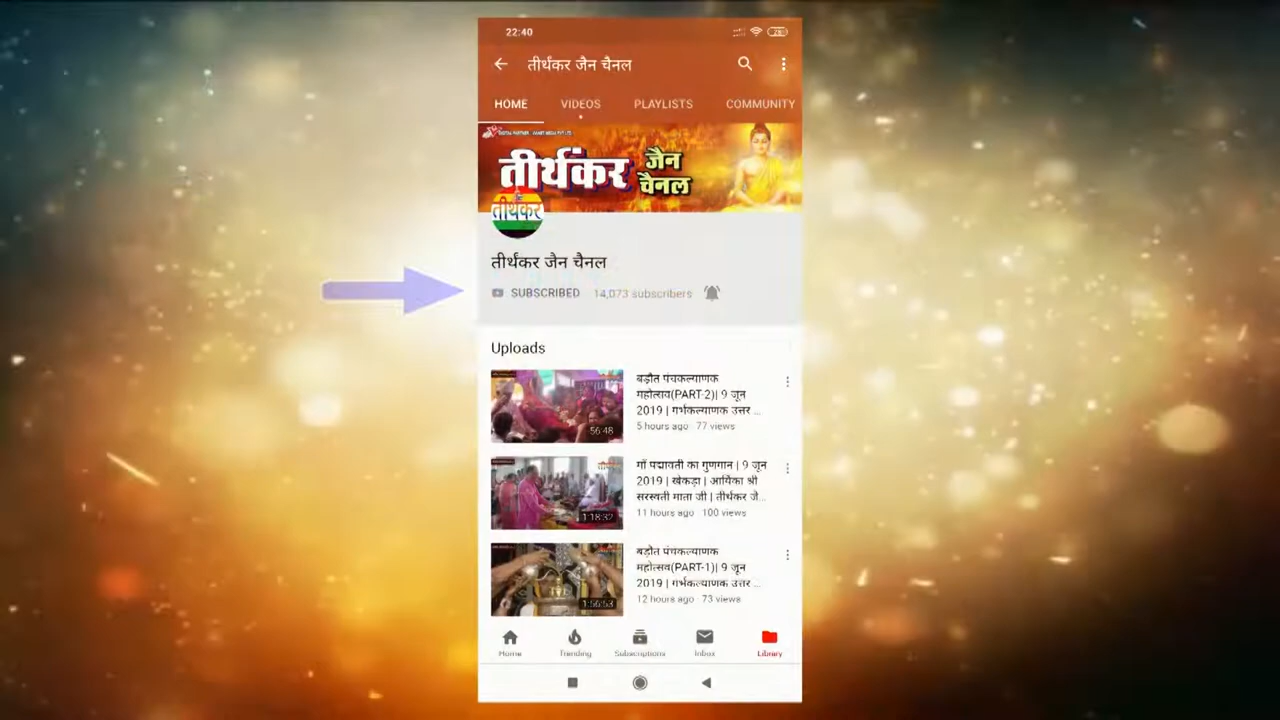 22:40
तीर्थंकर जैन चैनल
HOME VIDEOS PLAYLISTS COMMUNITY
तीर्थंकर जैन चैनल
तीर्थंकर
तीर्थंकर जैन चैनल
SUBSCRIBED 14,073 subscribers
Uploads
बड़ौत पंचकल्याणक
महोत्सव(PART-2)| 9 जून
2019 | गर्भकल्याणक उत्तर ...
5 hours ago · 77 views
56:48
माँ पद्मावती का गुणगान | 9 जून
2019 | खेकड़ा | आर्यिका श्री
सरस्वती माता जी | तीर्थंकर जै...
11 hours ago · 100 views
1:18:32
बड़ौत पंचकल्याणक
महोत्सव(PART-1)| 9 जून
2019 | गर्भकल्याणक उत्तर ...
12 hours ago · 73 views
1:56:53
Home Trending Subscriptions Inbox Library